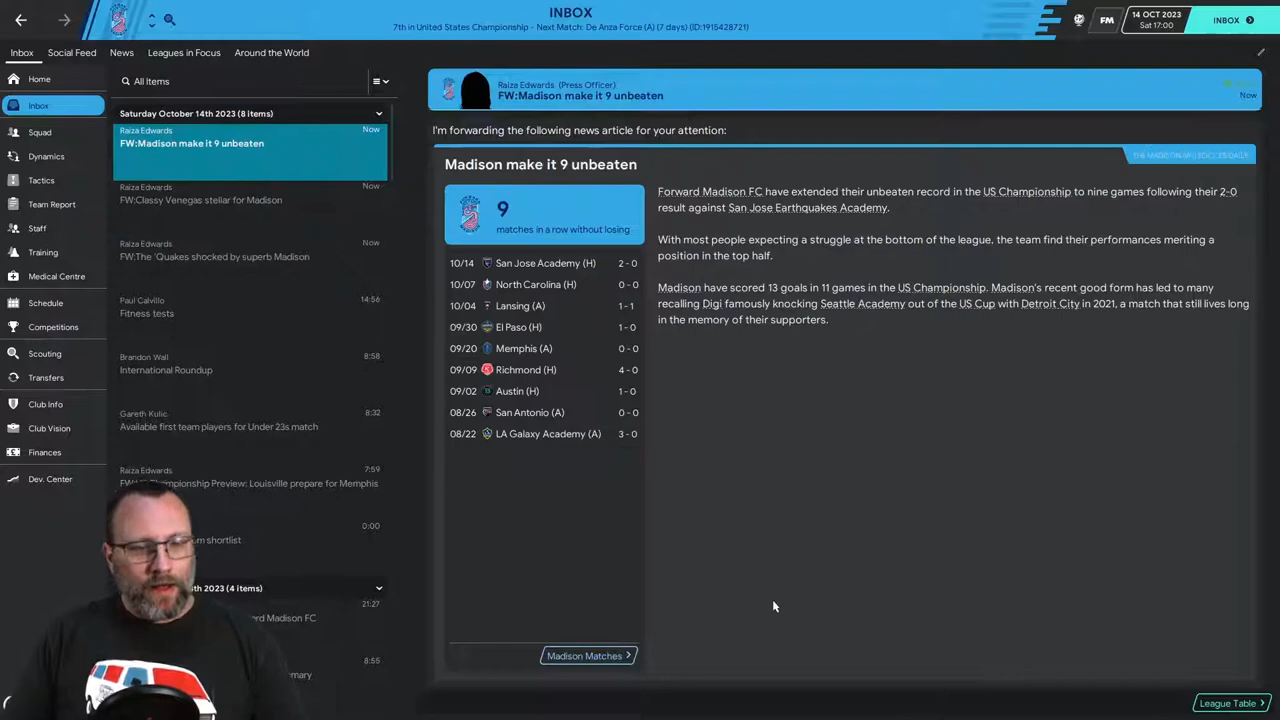 INBOX
7th in United States Championship - Next Match: De Anza Force (A) (7 days) (ID:1915428721)
FM
14 OCT 2023
Sat 17:00
INBOX
Inbox
Social Feed
News
Leagues in Focus
Around the World
Home
Inbox
Squad
Dynamics
Tactics
Team Report
Staff
Training
Medical Centre
Schedule
Competitions
Scouting
Transfers
Club Info
Club Vision
Finances
Dev. Center
All Items
Saturday October 14th 2023 (8 items)
Raiza Edwards Now
FW:Madison make it 9 unbeaten
Raiza Edwards Now
FW:Classy Venegas stellar for Madison
Raiza Edwards Now
FW:The 'Quakes shocked by superb Madison
Paul Calvillo 14:56
Fitness tests
Brandon Wall 8:58
International Roundup
Gareth Kulic 8:32
Available first team players for Under 23s match
Raiza Edwards 7:59
Championship Preview: Louisville prepare for Memphis
0:00
shortlist
2023 (4 items)
21:27
Madison FC
8:55
Raiza Edwards (Press Officer)
FW:Madison make it 9 unbeaten
Now
I'm forwarding the following news article for your attention:
Madison make it 9 unbeaten
9
matches in a row without losing
10/14 San Jose Academy (H) 2 - 0
10/07 North Carolina (H) 0 - 0
10/04 Lansing (A) 1 - 1
09/30 El Paso (H) 1 - 0
09/20 Memphis (A) 0 - 0
09/09 Richmond (H) 4 - 0
09/02 Austin (H) 1 - 0
08/26 San Antonio (A) 0 - 0
08/22 LA Galaxy Academy (A) 3 - 0
Madison Matches
Forward Madison FC have extended their unbeaten record in the US Championship to nine games following their 2-0
result against San Jose Earthquakes Academy.
With most people expecting a struggle at the bottom of the league, the team find their performances meriting a
position in the top half.
Madison have scored 13 goals in 11 games in the US Championship. Madison's recent good form has led to many
recalling Digi famously knocking Seattle Academy out of the US Cup with Detroit City in 2021, a match that still lives long
in the memory of their supporters.
League Table